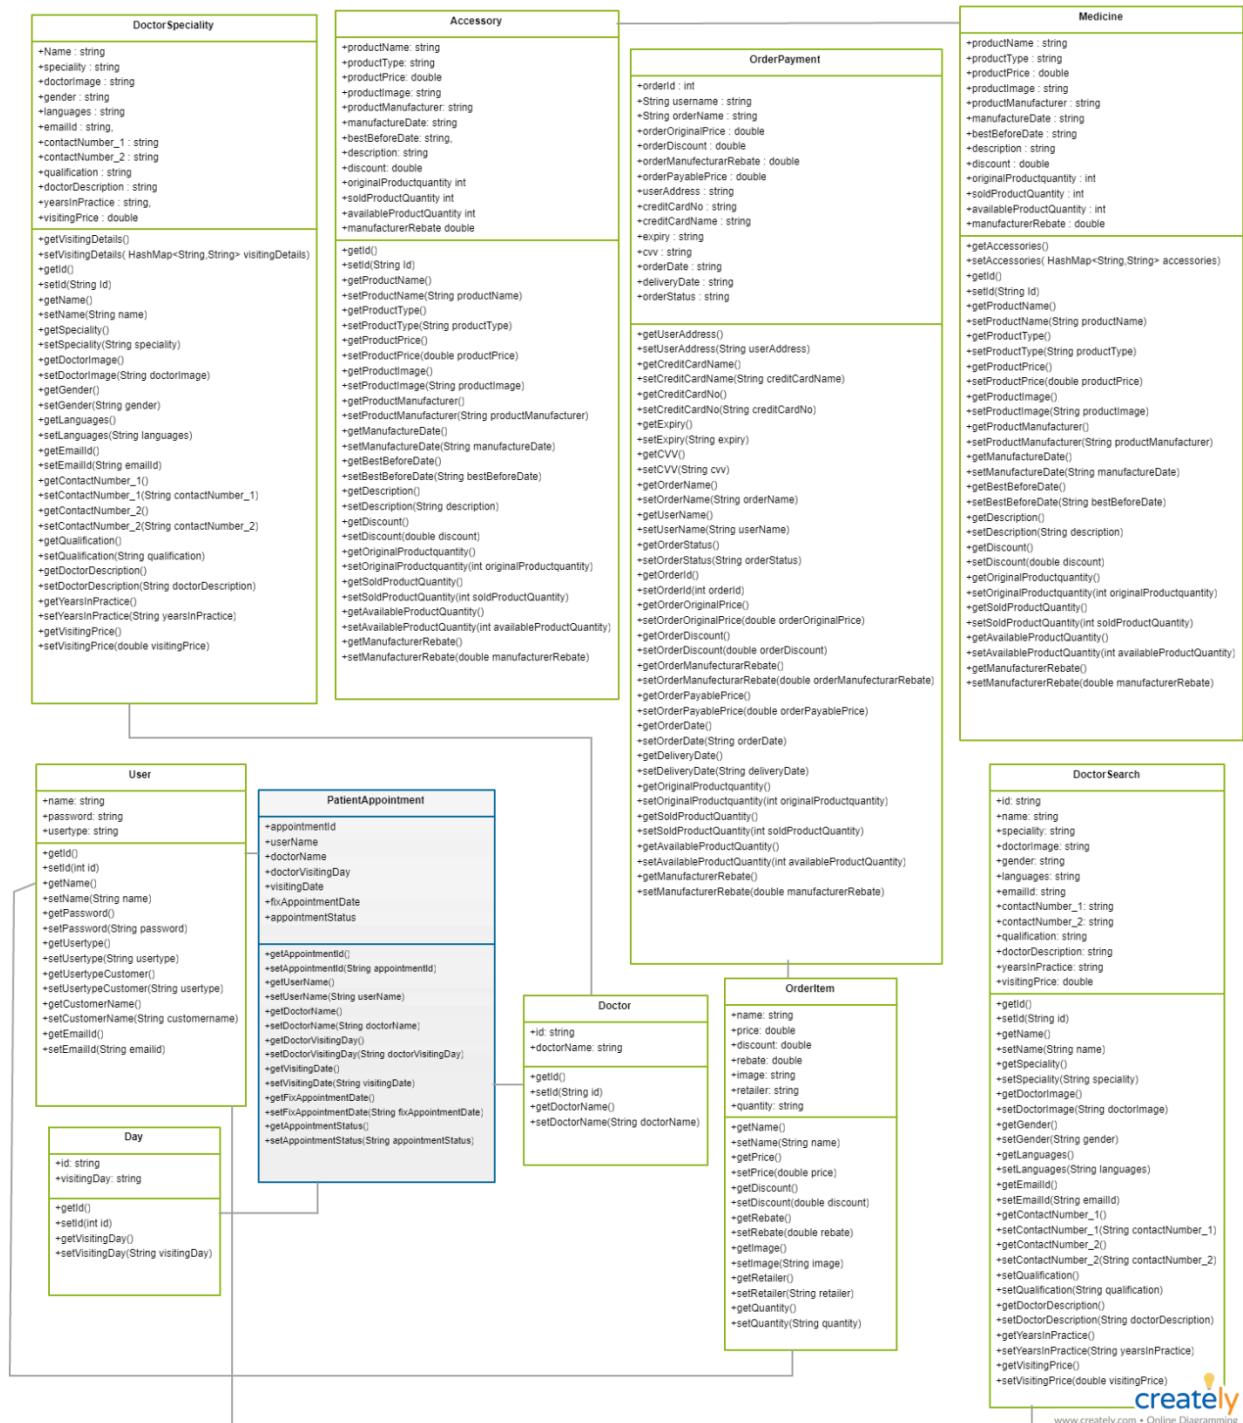 DoctorSpeciality
+Name : string
+speciality : string
+doctorImage : string
+gender : string
+languages : string
+emailId : string,
+contactNumber_1 : string
+contactNumber_2 : string
+qualification : string
+doctorDescription : string
+yearsInPractice : string,
+visitingPrice : double
+getVisitingDetails()
+setVisitingDetails( HashMap<String,String> visitingDetails)
+getId()
+setId(String Id)
+getName()
+setName(String name)
+getSpeciality()
+setSpeciality(String speciality)
+getDoctorImage()
+setDoctorImage(String doctorImage)
+getGender()
+setGender(String gender)
+getLanguages()
+setLanguages(String languages)
+getEmailId()
+setEmailId(String emailId)
+getContactNumber_1()
+setContactNumber_1(String contactNumber_1)
+getContactNumber_2()
+setContactNumber_2(String contactNumber_2)
+getQualification()
+setQualification(String qualification)
+getDoctorDescription()
+setDoctorDescription(String doctorDescription)
+getYearsInPractice()
+setYearsInPractice(String yearsInPractice)
+getVisitingPrice()
+setVisitingPrice(double visitingPrice)
Accessory
+productName: string
+productType: string
+productPrice: double
+productImage: string
+productManufacturer: string
+manufactureDate: string
+bestBeforeDate: string,
+description: string
+discount: double
+originalProductquantity int
+soldProductQuantity int
+availableProductQuantity int
+manufacturerRebate double
+getId()
+setId(String Id)
+getProductName()
+setProductName(String productName)
+getProductType()
+setProductType(String productType)
+getProductPrice()
+setProductPrice(double productPrice)
+getProductImage()
+setProductImage(String productImage)
+getProductManufacturer()
+setProductManufacturer(String productManufacturer)
+getManufactureDate()
+setManufactureDate(String manufactureDate)
+getBestBeforeDate()
+setBestBeforeDate(String bestBeforeDate)
+getDescription()
+setDescription(String description)
+getDiscount()
+setDiscount(double discount)
+getOriginalProductquantity()
+setOriginalProductquantity(int originalProductquantity)
+getSoldProductQuantity()
+setSoldProductQuantity(int soldProductQuantity)
+getAvailableProductQuantity()
+setAvailableProductQuantity(int availableProductQuantity)
+getManufacturerRebate()
+setManufacturerRebate(double manufacturerRebate)
OrderPayment
+orderId : int
+String username : string
+String orderName : string
+orderOriginalPrice : double
+orderDiscount : double
+orderManufecturarRebate : double
+orderPayablePrice : double
+userAddress : string
+creditCardNo : string
+creditCardName : string
+expiry : string
+cvv : string
+orderDate : string
+deliveryDate : string
+orderStatus : string
+getUserAddress()
+setUserAddress(String userAddress)
+getCreditCardName()
+setCreditCardName(String creditCardName)
+getCreditCardNo()
+setCreditCardNo(String creditCardNo)
+getExpiry()
+setExpiry(String expiry)
+getCVV()
+setCVV(String cvv)
+getOrderName()
+setOrderName(String orderName)
+getUserName()
+setUserName(String userName)
+getOrderStatus()
+setOrderStatus(String orderStatus)
+getOrderId()
+setOrderId(int orderId)
+getOrderOriginalPrice()
+setOrderOriginalPrice(double orderOriginalPrice)
+getOrderDiscount()
+setOrderDiscount(double orderDiscount)
+getOrderManufecturarRebate()
+setOrderManufecturarRebate(double orderManufecturarRebate)
+getOrderPayablePrice()
+setOrderPayablePrice(double orderPayablePrice)
+getOrderDate()
+setOrderDate(String orderDate)
+getDeliveryDate()
+setDeliveryDate(String deliveryDate)
+getOriginalProductquantity()
+setOriginalProductquantity(int originalProductquantity)
+getSoldProductQuantity()
+setSoldProductQuantity(int soldProductQuantity)
+getAvailableProductQuantity()
+setAvailableProductQuantity(int availableProductQuantity)
+getManufacturerRebate()
+setManufacturerRebate(double manufacturerRebate)
Medicine
+productName : string
+productType : string
+productPrice : double
+productImage : string
+productManufacturer : string
+manufactureDate : string
+bestBeforeDate : string
+description : string
+discount : double
+originalProductquantity : int
+soldProductQuantity : int
+availableProductQuantity : int
+manufacturerRebate : double
+getAccessories()
+setAccessories( HashMap<String,String> accessories)
+getId()
+setId(String Id)
+getProductName()
+setProductName(String productName)
+getProductType()
+setProductType(String productType)
+getProductPrice()
+setProductPrice(double productPrice)
+getProductImage()
+setProductImage(String productImage)
+getProductManufacturer()
+setProductManufacturer(String productManufacturer)
+getManufactureDate()
+setManufactureDate(String manufactureDate)
+getBestBeforeDate()
+setBestBeforeDate(String bestBeforeDate)
+getDescription()
+setDescription(String description)
+getDiscount()
+setDiscount(double discount)
+getOriginalProductquantity()
+setOriginalProductquantity(int originalProductquantity)
+getSoldProductQuantity()
+setSoldProductQuantity(int soldProductQuantity)
+getAvailableProductQuantity()
+setAvailableProductQuantity(int availableProductQuantity)
+getManufacturerRebate()
+setManufacturerRebate(double manufacturerRebate)
User
+name: string
+password: string
+usertype: string
+getId()
+setId(int id)
+getName()
+setName(String name)
+getPassword()
+setPassword(String password)
+getUsertype()
+setUsertype(String usertype)
+getUsertypeCustomer()
+setUsertypeCustomer(String usertype)
+getCustomerName()
+setCustomerName(String customername)
+getEmailId()
+setEmailId(String emailid)
PatientAppointment
+appointmentId
+userName
+doctorName
+doctorVisitingDay
+visitingDate
+fixAppointmentDate
+appointmentStatus
+getAppointmentId()
+setAppointmentId(String appointmentId)
+getUserName()
+setUserName(String userName)
+getDoctorName()
+setDoctorName(String doctorName)
+getDoctorVisitingDay()
+setDoctorVisitingDay(String doctorVisitingDay)
+getVisitingDate()
+setVisitingDate(String visitingDate)
+getFixAppointmentDate()
+setFixAppointmentDate(String fixAppointmentDate)
+getAppointmentStatus()
+setAppointmentStatus(String appointmentStatus)
Doctor
+id: string
+doctorName: string
+getId()
+setId(String id)
+getDoctorName()
+setDoctorName(String doctorName)
Day
+id: string
+visitingDay: string
+getId()
+setId(int id)
+getVisitingDay()
+setVisitingDay(String visitingDay)
OrderItem
+name: string
+price: double
+discount: double
+rebate: double
+image: string
+retailer: string
+quantity: string
+getName()
+setName(String name)
+getPrice()
+setPrice(double price)
+getDiscount()
+setDiscount(double discount)
+getRebate()
+setRebate(double rebate)
+getImage()
+setImage(String image)
+getRetailer()
+setRetailer(String retailer)
+getQuantity()
+setQuantity(String quantity)
DoctorSearch
+id: string
+name: string
+speciality: string
+doctorImage: string
+gender: string
+languages: string
+emailId: string
+contactNumber_1: string
+contactNumber_2: string
+qualification: string
+doctorDescription: string
+yearsInPractice: string
+visitingPrice: double
+getId()
+setId(String id)
+getName()
+setName(String name)
+getSpeciality()
+setSpeciality(String speciality)
+getDoctorImage()
+setDoctorImage(String doctorImage)
+getGender()
+setGender(String gender)
+getLanguages()
+setLanguages(String languages)
+getEmailId()
+setEmailId(String emailId)
+getContactNumber_1()
+setContactNumber_1(String contactNumber_1)
+getContactNumber_2()
+setContactNumber_2(String contactNumber_2)
+setQualification()
+setQualification(String qualification)
+getDoctorDescription()
+setDoctorDescription(String doctorDescription)
+getYearsInPractice()
+setYearsInPractice(String yearsInPractice)
+getVisitingPrice()
+setVisitingPrice(double visitingPrice)
creately
www.creately.com • Online Diagramming